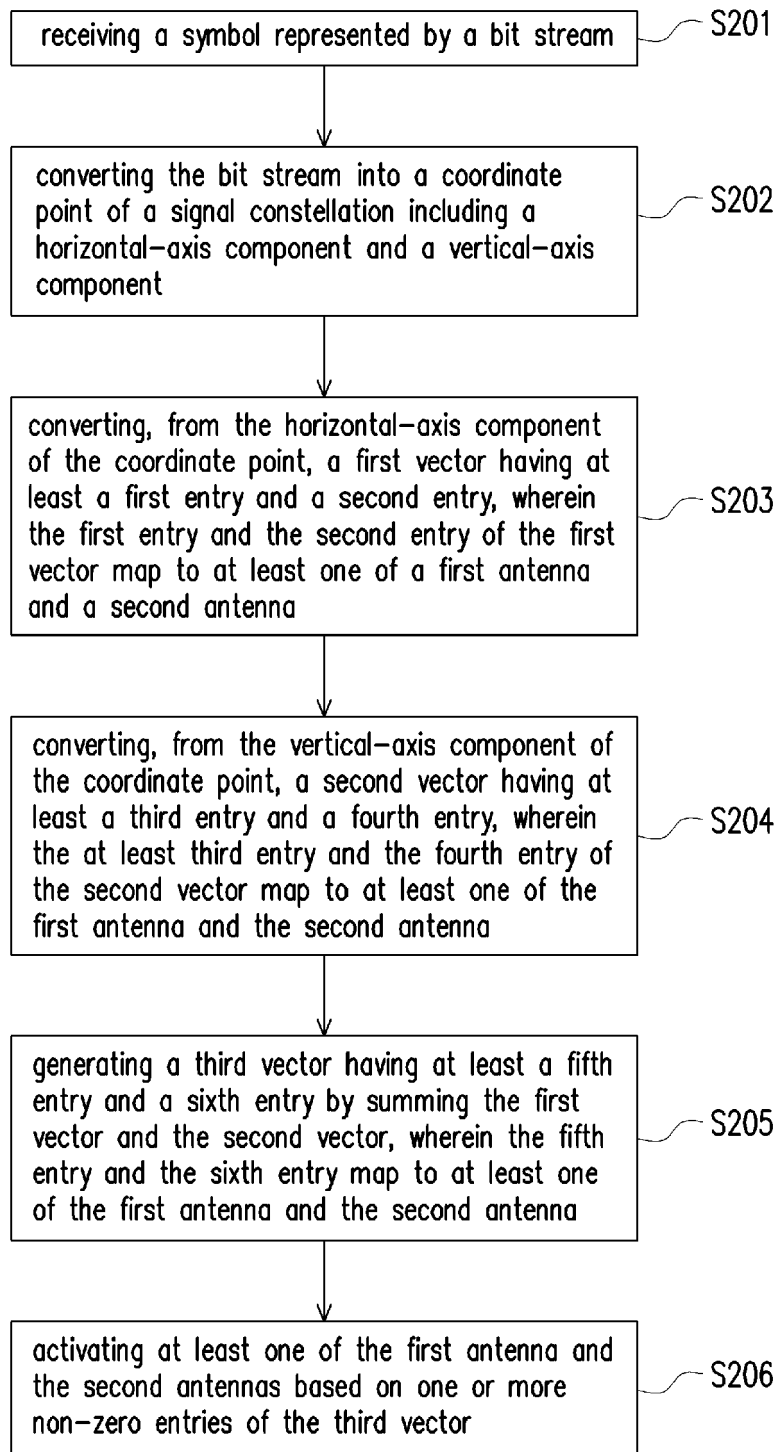 receiving a symbol represented by a bit stream
S201
converting the bit stream into a coordinate
point of a signal constellation including a
horizontal-axis component and a vertical-axis
component
S202
converting, from the horizontal-axis component
of the coordinate point, a first vector having at
least a first entry and a second entry, wherein
the first entry and the second entry of the first
vector map to at least one of a first antenna
and a second antenna
S203
converting, from the vertical-axis component of
the coordinate point, a second vector having at
least a third entry and a fourth entry, wherein
the at least third entry and the fourth entry of
the second vector map to at least one of the
first antenna and the second antenna
S204
generating a third vector having at least a fifth
entry and a sixth entry by summing the first
vector and the second vector, wherein the fifth
entry and the sixth entry map to at least one
of the first antenna and the second antenna
S205
activating at least one of the first antenna and
the second antennas based on one or more
non-zero entries of the third vector
S206